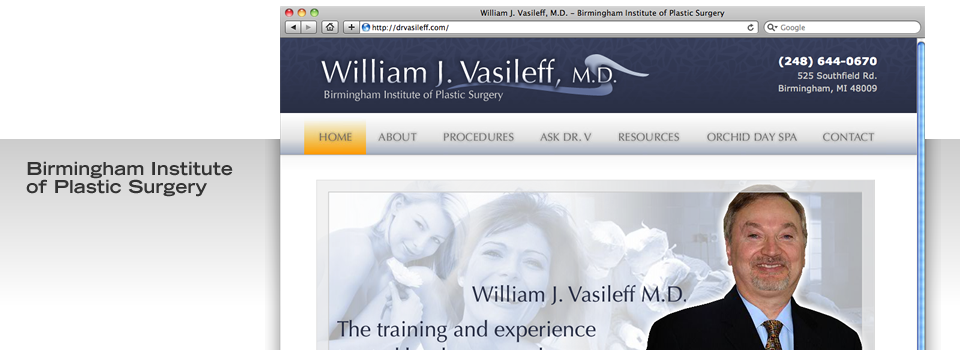 William J. Vasileff, M.D. – Birmingham Institute of Plastic Surgery
http://drvasileff.com/
Google
William J. Vasileff, M.D.
Birmingham Institute of Plastic Surgery
(248) 644-0670
525 Southfield Rd.
Birmingham, MI 48009
HOME ABOUT PROCEDURES ASK DR. V RESOURCES ORCHID DAY SPA CONTACT
Birmingham Institute
of Plastic Surgery
William J. Vasileff M.D.
The training and experience